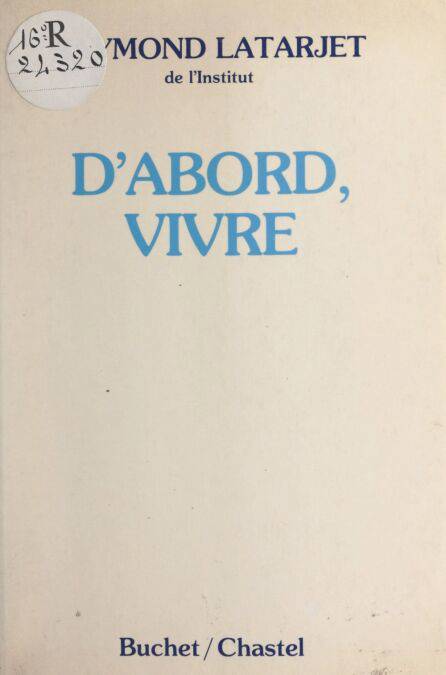 16° R
24320
YMOND LATARJET
de l'Institut
D'ABORD,
VIVRE
Buchet / Chastel